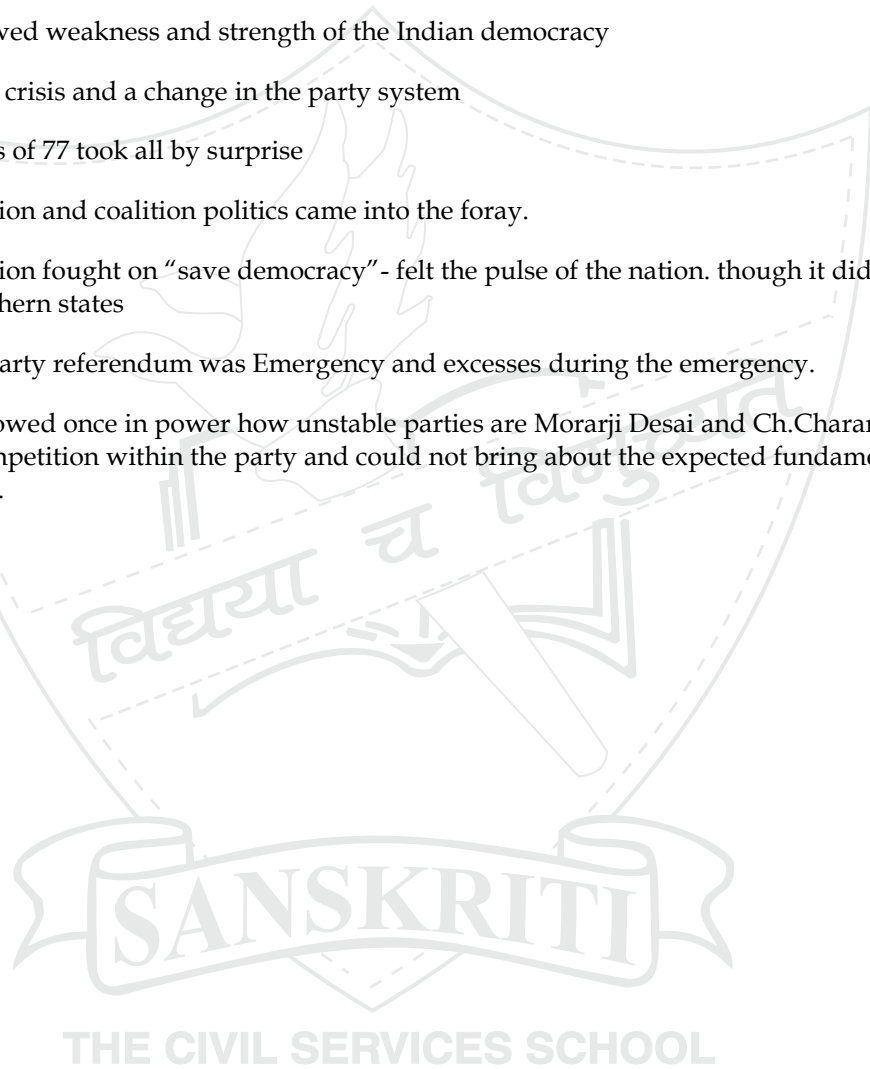 wed weakness and strength of the Indian democracy
crisis and a change in the party system
s of 77 took all by surprise
ion and coalition politics came into the foray.
ion fought on “save democracy”- felt the pulse of the nation. though it did
hern states
arty referendum was Emergency and excesses during the emergency.
owed once in power how unstable parties are Morarji Desai and Ch.Charan
mpetition within the party and could not bring about the expected fundame
.
विद्यया च विन्दुयत
SANSKRITI
THE CIVIL SERVICES SCHOOL